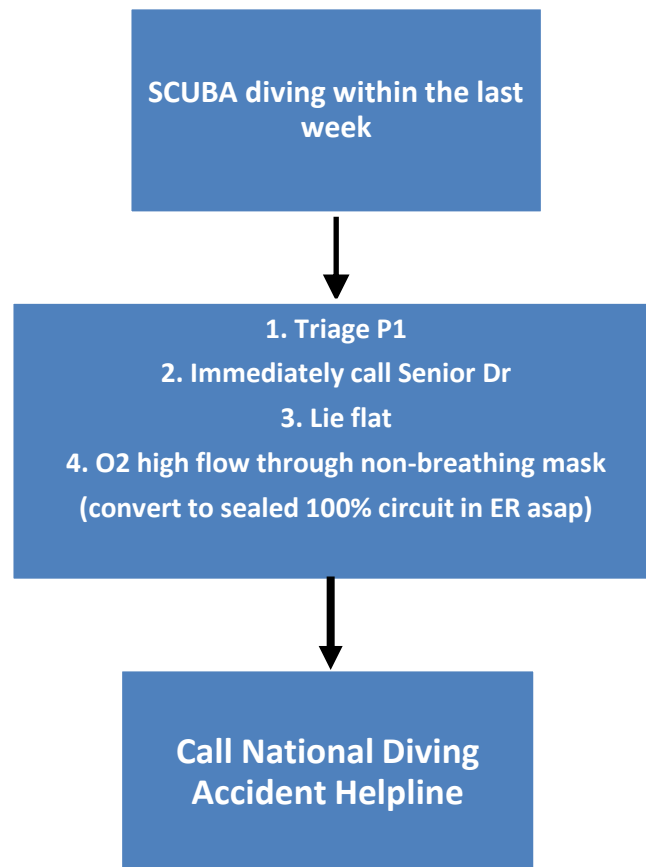 SCUBA diving within the last
week
1. Triage P1
2. Immediately call Senior Dr
3. Lie flat
4. O2 high flow through non-breathing mask
(convert to sealed 100% circuit in ER asap)
Call National Diving
Accident Helpline